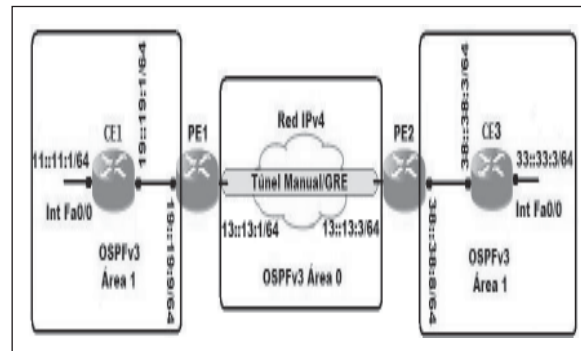 CE1
19::19:1/64
PE1
11::11:1/64
Int Fa0/0
19::19:9/64
OSPFv3
Área 1
Red IPv4
Túnel Manual/GRE
13::13:1/64
13::13:3/64
OSPFv3 Área 0
PE2
38::38:3/64
CE3
33::33:3/64
Int Fa0/0
38::38:8/64
OSPFv3
Área 1